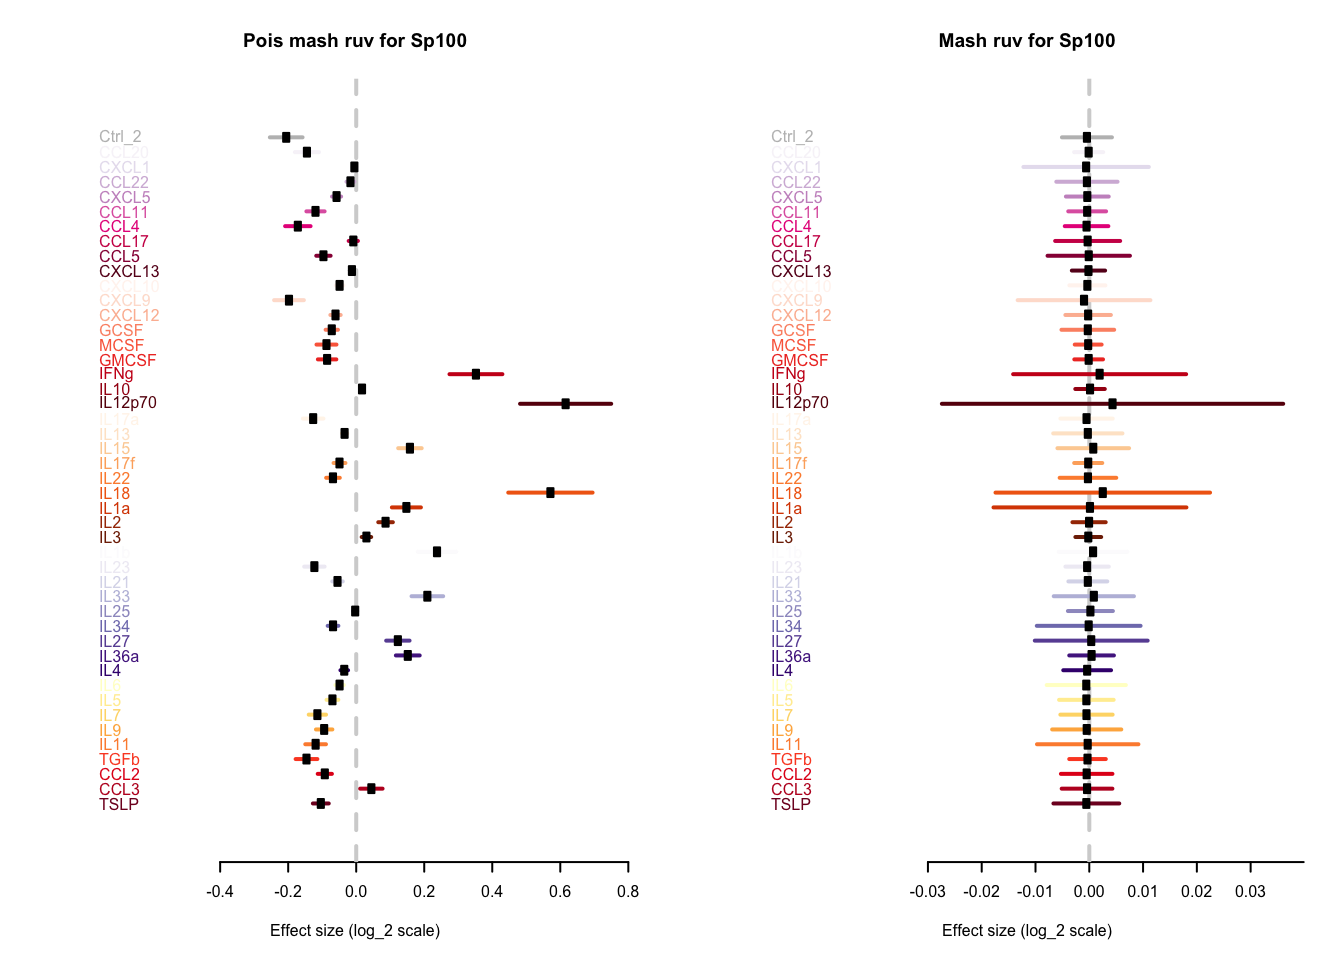 Pois mash ruv for Sp100
Ctrl_2
CCL20
CXCL1
CCL22
CXCL5
CCL11
CCL4
CCL17
CCL5
CXCL13
CXCL10
CXCL9
CXCL12
GCSF
MCSF
GMCSF
IFNg
IL10
IL12p70
IL13
IL15
IL17f
IL22
IL18
IL1a
IL2
IL3
IL23
IL21
IL33
IL25
IL34
IL27
IL36a
IL4
IL5
IL7
IL9
IL11
TGFb
CCL2
CCL3
TSLP
-0.4 -0.2 0.0 0.2 0.4 0.6 0.8
Effect size (log_2 scale)
Mash ruv for Sp100
Ctrl_2
CCL20
CXCL1
CCL22
CXCL5
CCL11
CCL4
CCL17
CCL5
CXCL13
CXCL10
CXCL9
CXCL12
GCSF
MCSF
GMCSF
IFNg
IL10
IL12p70
IL13
IL15
IL17f
IL22
IL18
IL1a
IL2
IL3
IL23
IL21
IL33
IL25
IL34
IL27
IL36a
IL4
IL5
IL7
IL9
IL11
TGFb
CCL2
CCL3
TSLP
-0.03 -0.02 -0.01 0.00 0.01 0.02 0.03
Effect size (log_2 scale)